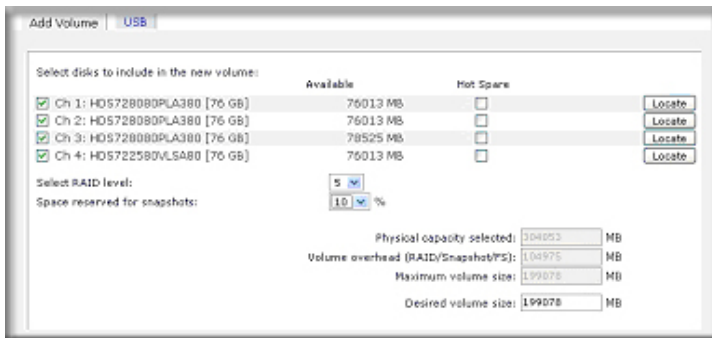 Add Volume USB
Select disks to include in the new volume:
Available Hot Spare
Ch 1: HDS728080PLA380 [76 GB] 76013 MB Locate
Ch 2: HDS728080PLA380 [76 GB] 76013 MB Locate
Ch 3: HDS728080PLA380 [76 GB] 78525 MB Locate
Ch 4: HDS722580VLSA80 [76 GB] 76013 MB Locate
Select RAID level: 5
Space reserved for snapshots: 10 %
Physical capacity selected: 304053 MB
Volume overhead (RAID/Snapshot/FS): 104975 MB
Maximum volume size: 199078 MB
Desired volume size: 199078 MB